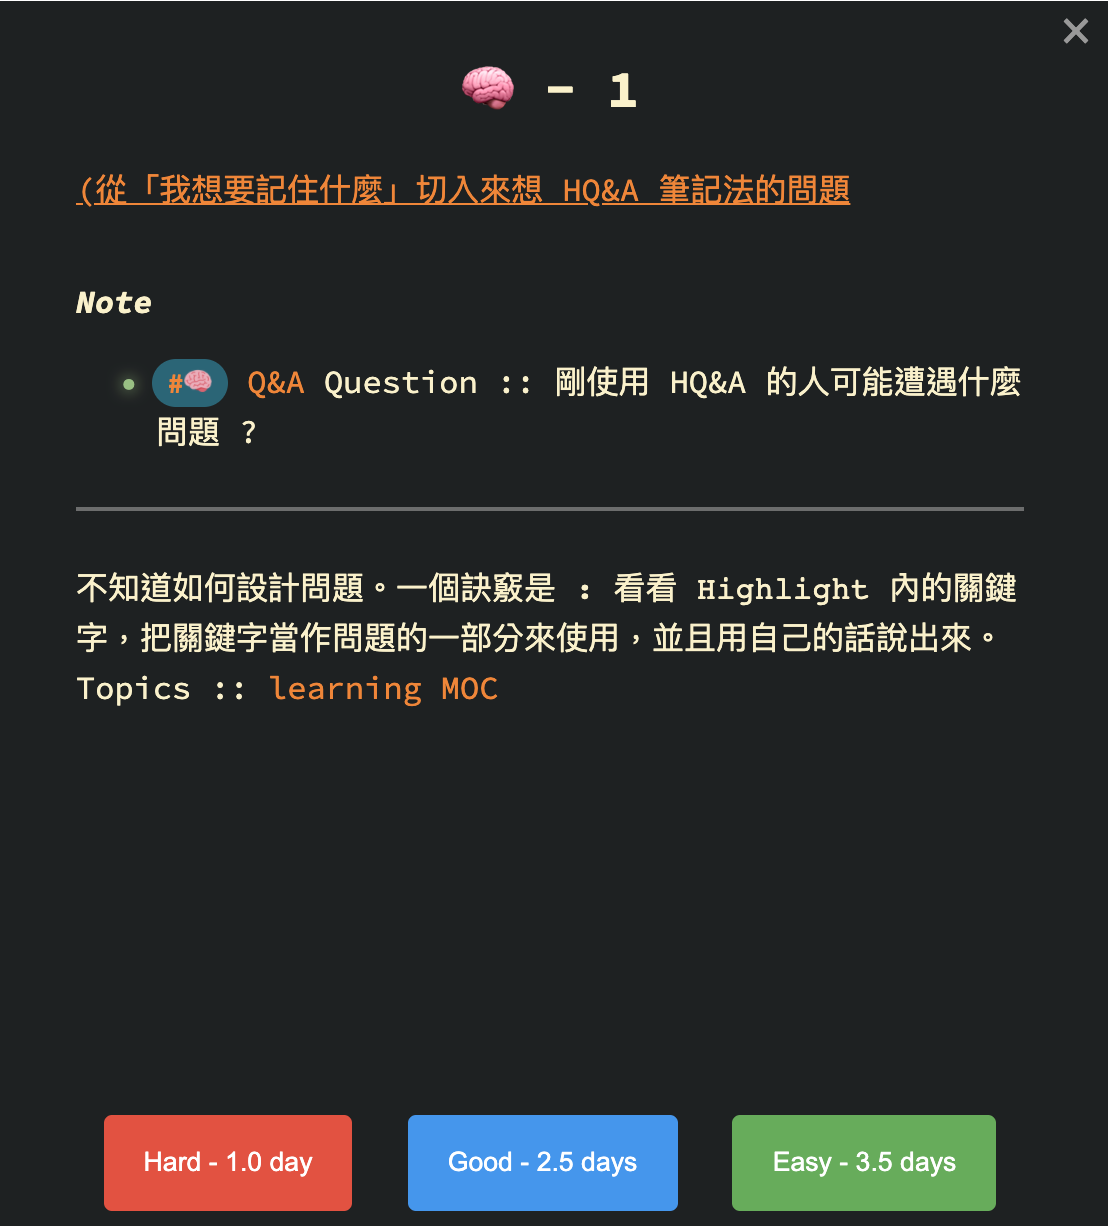 🧠 - 1
(從「我想要記住什麼」切入來想 HQ&A 筆記法的問題
Note
#🧠 Q&A Question :: 剛使用 HQ&A 的人可能遭遇什麼
問題 ?
不知道如何設計問題。一個訣竅是 : 看看 Highlight 內的關鍵
字，把關鍵字當作問題的一部分來使用，並且用自己的話說出來。
Topics :: learning MOC
Hard - 1.0 day
Good - 2.5 days
Easy - 3.5 days